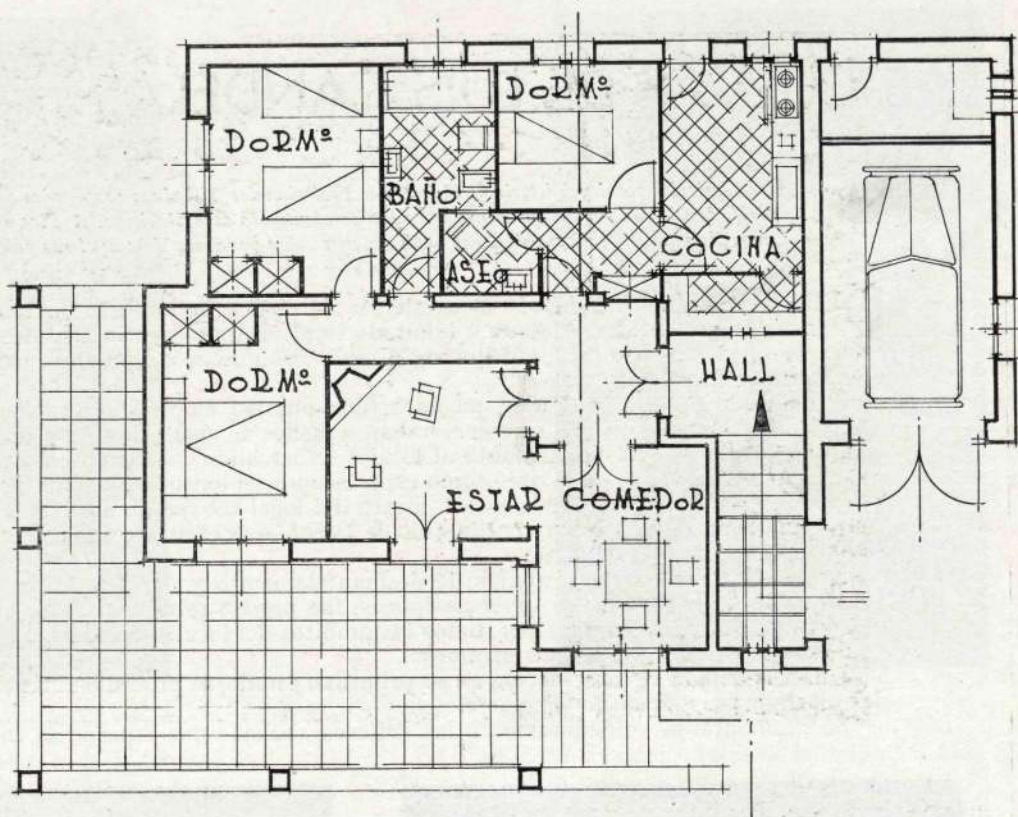 DORMº
DORMº
BAÑO
COCINA
ASEO
DORMº
HALL
ESTAR COMEDOR